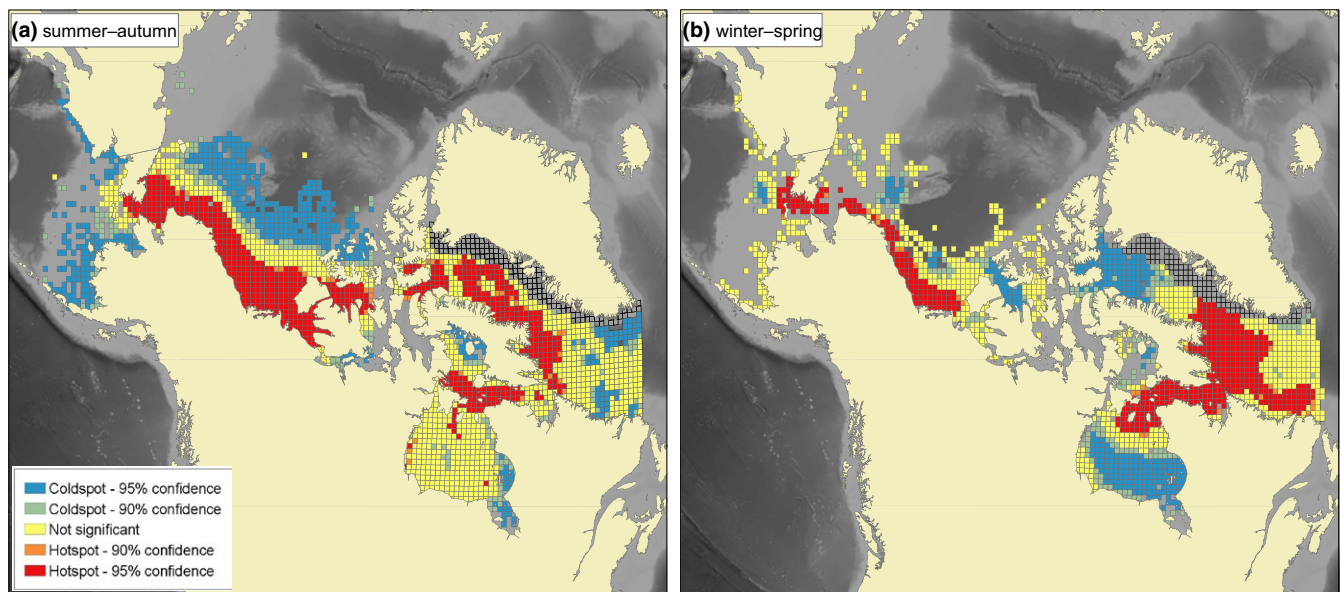 (a) summer–autumn
(b) winter–spring
Coldspot - 95% confidence
Coldspot - 90% confidence
Not significant
Hotspot - 90% confidence
Hotspot - 95% confidence